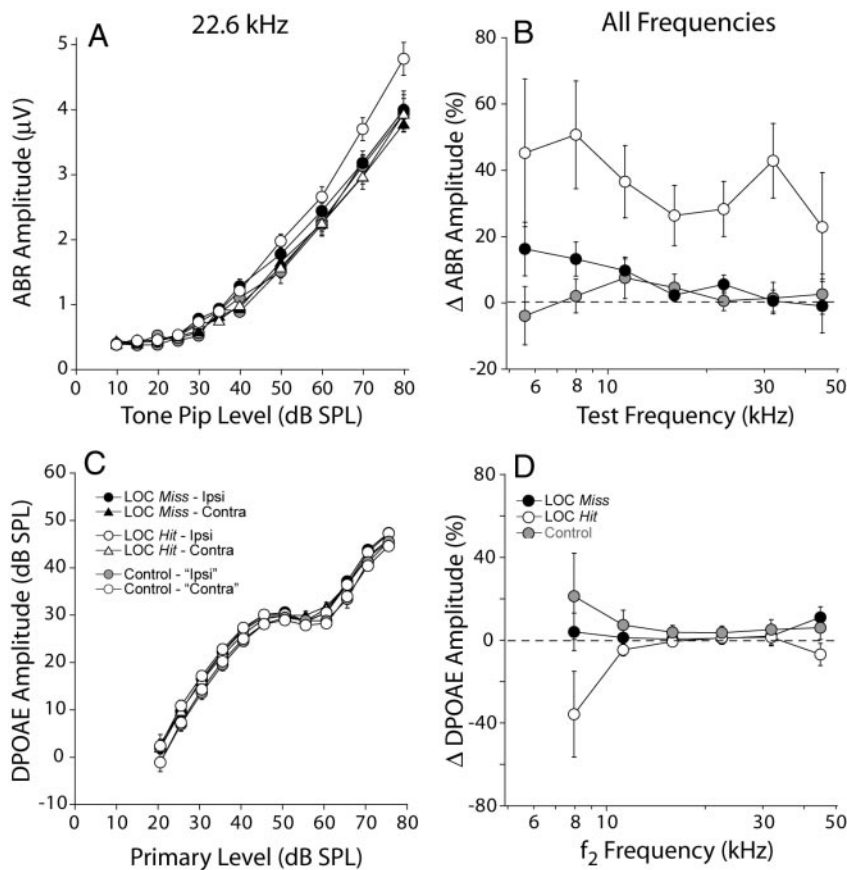 22.6 kHz
A
ABR Amplitude (μV)
5
4
3
2
1
0
0 10 20 30 40 50 60 70 80
Tone Pip Level (dB SPL)
All Frequencies
B
Δ ABR Amplitude (%)
80
60
40
20
0
-20
6 8 10 30 50
Test Frequency (kHz)
C
DPOAE Amplitude (dB SPL)
60
50
40
30
20
10
0
-10
LOC Miss - Ipsi
LOC Miss - Contra
LOC Hit - Ipsi
LOC Hit - Contra
Control - "Ipsi"
Control - "Contra"
0 10 20 30 40 50 60 70 80
Primary Level (dB SPL)
D
Δ DPOAE Amplitude (%)
80
40
0
-40
-80
LOC Miss
LOC Hit
Control
6 8 10 30 50
f₂ Frequency (kHz)